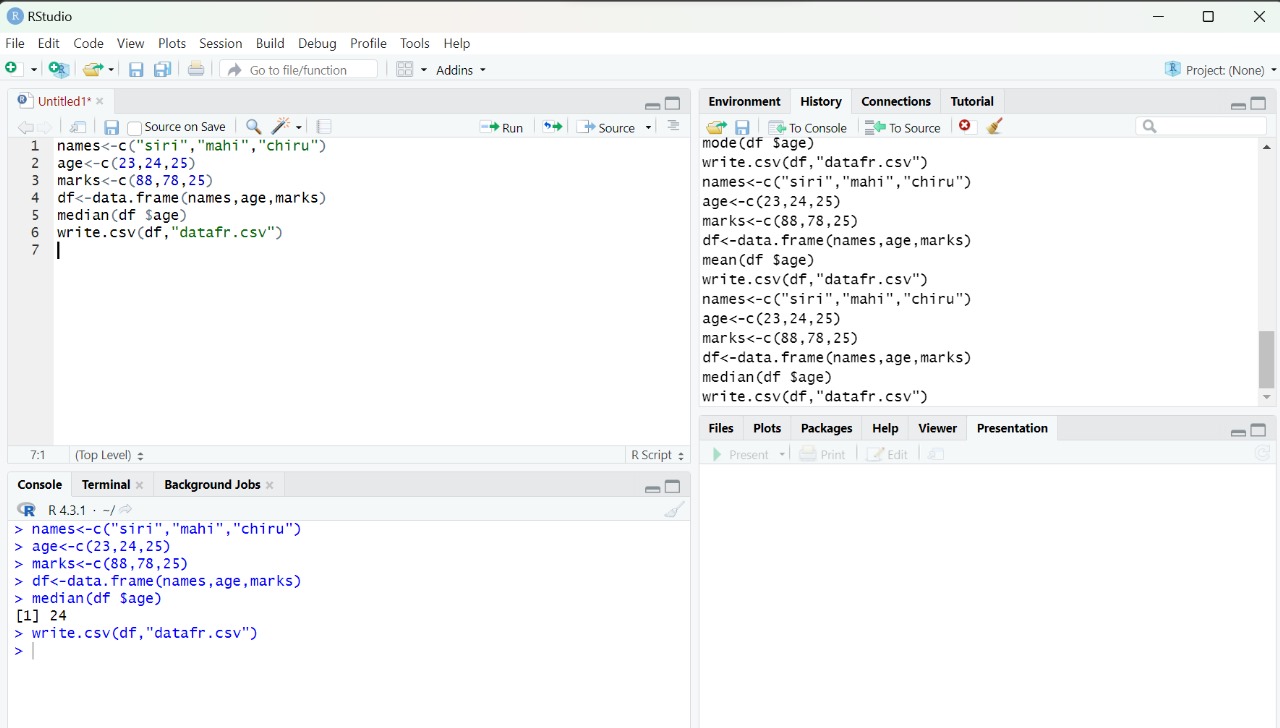 RStudio
File Edit Code View Plots Session Build Debug Profile Tools Help
Go to file/function Addins Project: (None)
Untitled1*
Source on Save Run Source
1 names<-c("siri","mahi","chiru")
2 age<-c(23,24,25)
3 marks<-c(88,78,25)
4 df<-data.frame(names,age,marks)
5 median(df $age)
6 write.csv(df,"datafr.csv")
7
7:1 (Top Level) R Script
Console Terminal Background Jobs
R 4.3.1 · ~/
> names<-c("siri","mahi","chiru")
> age<-c(23,24,25)
> marks<-c(88,78,25)
> df<-data.frame(names,age,marks)
> median(df $age)
[1] 24
> write.csv(df,"datafr.csv")
>
Environment History Connections Tutorial
To Console To Source
mode(df $age)
write.csv(df,"datafr.csv")
names<-c("siri","mahi","chiru")
age<-c(23,24,25)
marks<-c(88,78,25)
df<-data.frame(names,age,marks)
mean(df $age)
write.csv(df,"datafr.csv")
names<-c("siri","mahi","chiru")
age<-c(23,24,25)
marks<-c(88,78,25)
df<-data.frame(names,age,marks)
median(df $age)
write.csv(df,"datafr.csv")
Files Plots Packages Help Viewer Presentation
Present Print Edit